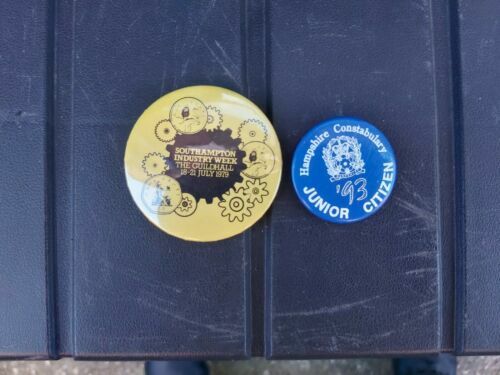 SOUTHAMPTON
INDUSTRY WEEK
THE GUILDHALL
18-21 JULY 1979
Hampshire Constabulary
'93
JUNIOR CITIZEN